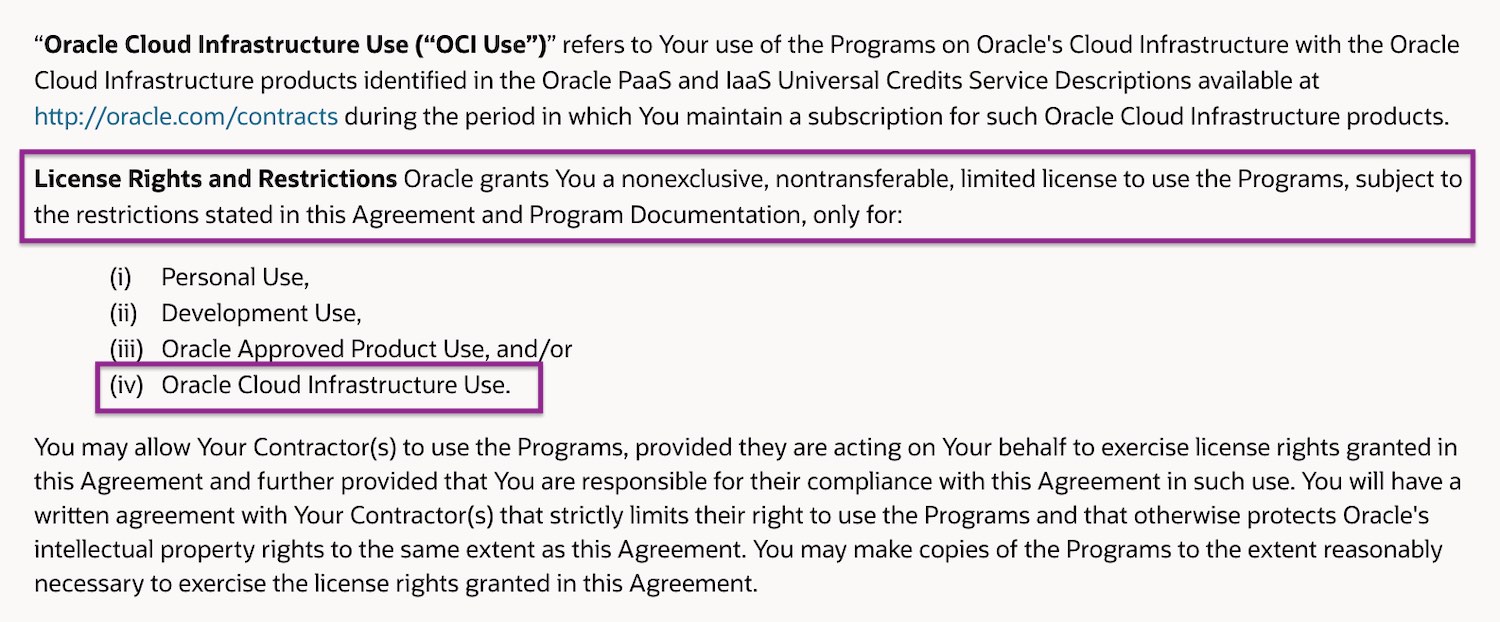 “Oracle Cloud Infrastructure Use (“OCI Use”)” refers to Your use of the Programs on Oracle's Cloud Infrastructure with the Oracle
Cloud Infrastructure products identified in the Oracle PaaS and IaaS Universal Credits Service Descriptions available at
http://oracle.com/contracts during the period in which You maintain a subscription for such Oracle Cloud Infrastructure products.
License Rights and Restrictions Oracle grants You a nonexclusive, nontransferable, limited license to use the Programs, subject to
the restrictions stated in this Agreement and Program Documentation, only for:
(i) Personal Use,
(ii) Development Use,
(iii) Oracle Approved Product Use, and/or
(iv) Oracle Cloud Infrastructure Use.
You may allow Your Contractor(s) to use the Programs, provided they are acting on Your behalf to exercise license rights granted in
this Agreement and further provided that You are responsible for their compliance with this Agreement in such use. You will have a
written agreement with Your Contractor(s) that strictly limits their right to use the Programs and that otherwise protects Oracle's
intellectual property rights to the same extent as this Agreement. You may make copies of the Programs to the extent reasonably
necessary to exercise the license rights granted in this Agreement.